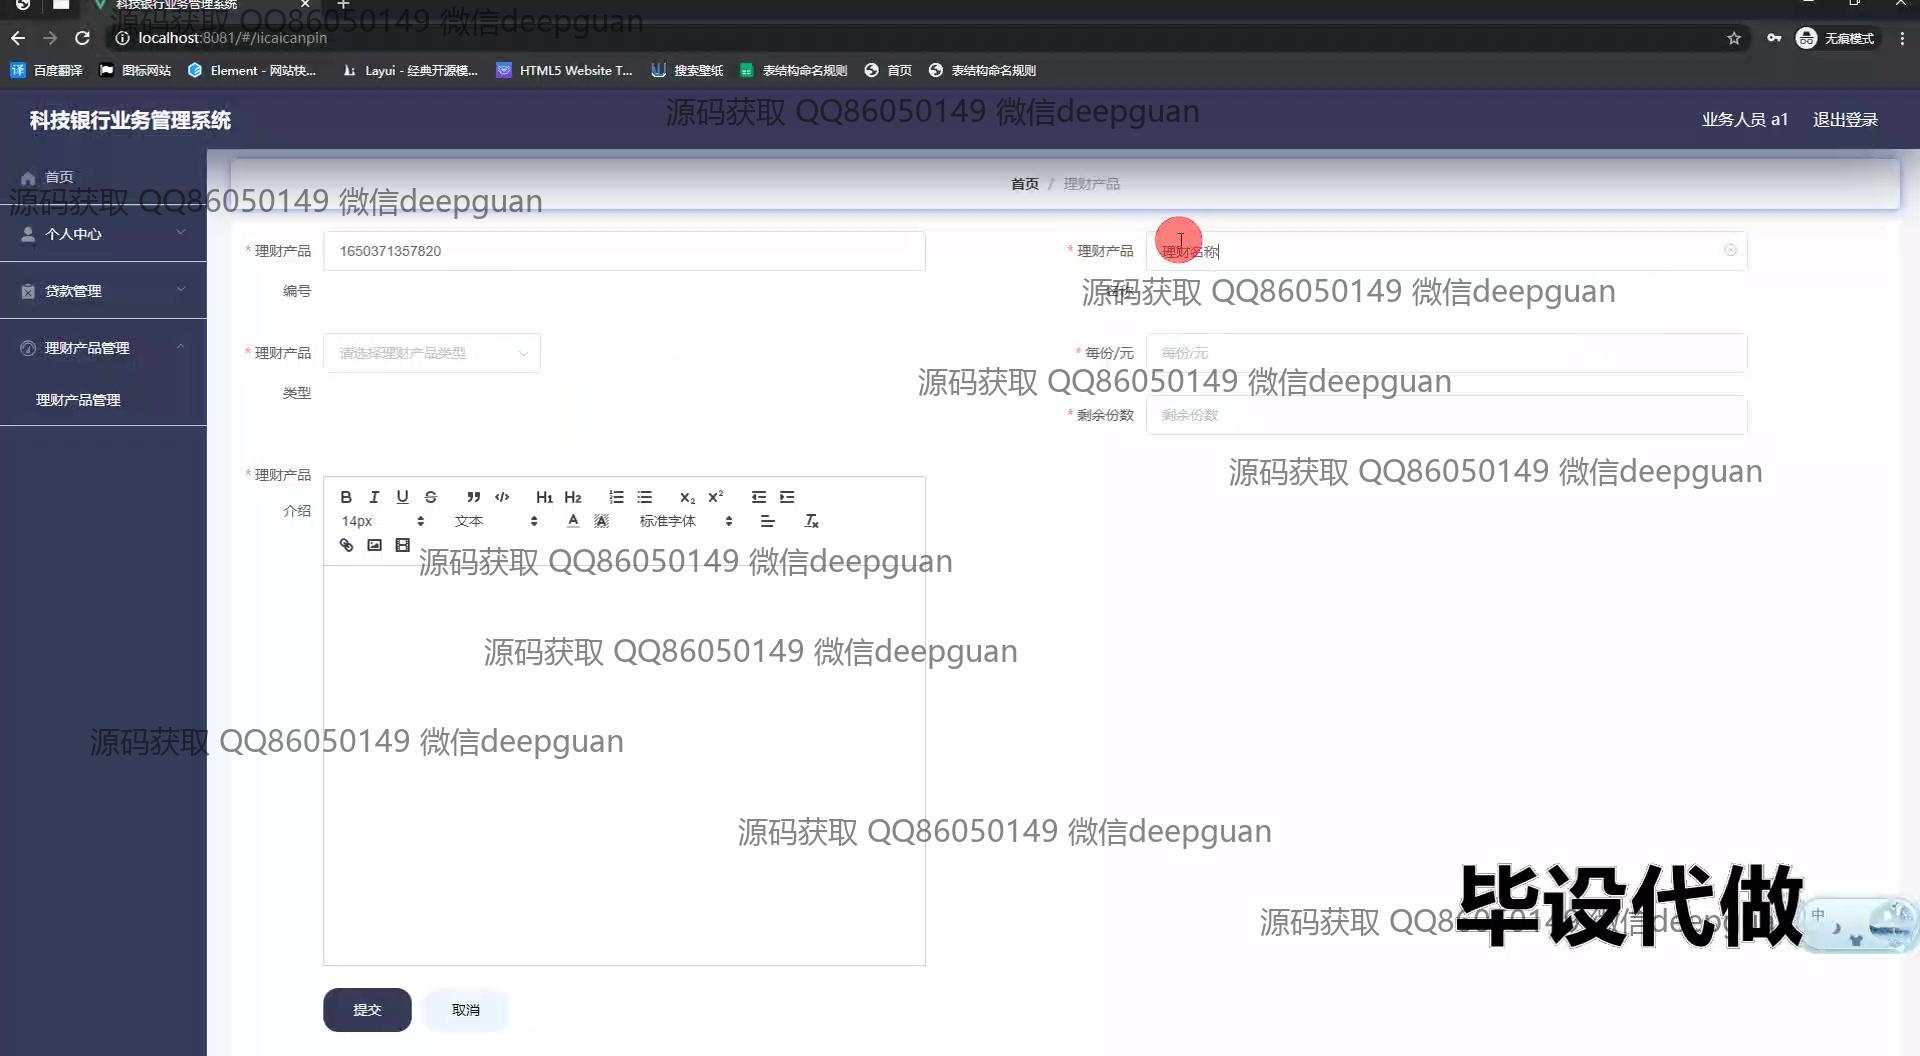 科技银行业务管理系统
源码获取 QQ86050149 微信deepguan
localhost:8081/#/licaicanpin
无痕模式
百度翻译
图标网站
Element - 网站快...
Layui - 经典开源模...
HTML5 Website T...
搜索壁纸
表结构命名规则
首页
表结构命名规则
科技银行业务管理系统
源码获取 QQ86050149 微信deepguan
业务人员 a1
退出登录
首页
首页 / 理财产品
源码获取 QQ86050149 微信deepguan
个人中心
* 理财产品
编号
1650371357820
* 理财产品
理财名称
源码获取 QQ86050149 微信deepguan
贷款管理
理财产品管理
* 理财产品
类型
请选择理财产品类型
* 每份/元
每份/元
源码获取 QQ86050149 微信deepguan
理财产品管理
* 剩余份数
剩余份数
源码获取 QQ86050149 微信deepguan
* 理财产品
介绍
B I U S H1 H2 x2 x2
14px 文本 A A 标准字体 Tx
源码获取 QQ86050149 微信deepguan
源码获取 QQ86050149 微信deepguan
源码获取 QQ86050149 微信deepguan
源码获取 QQ86050149 微信deepguan
源码获取 QQ86050149 微信deepg
毕设代做
中
提交
取消